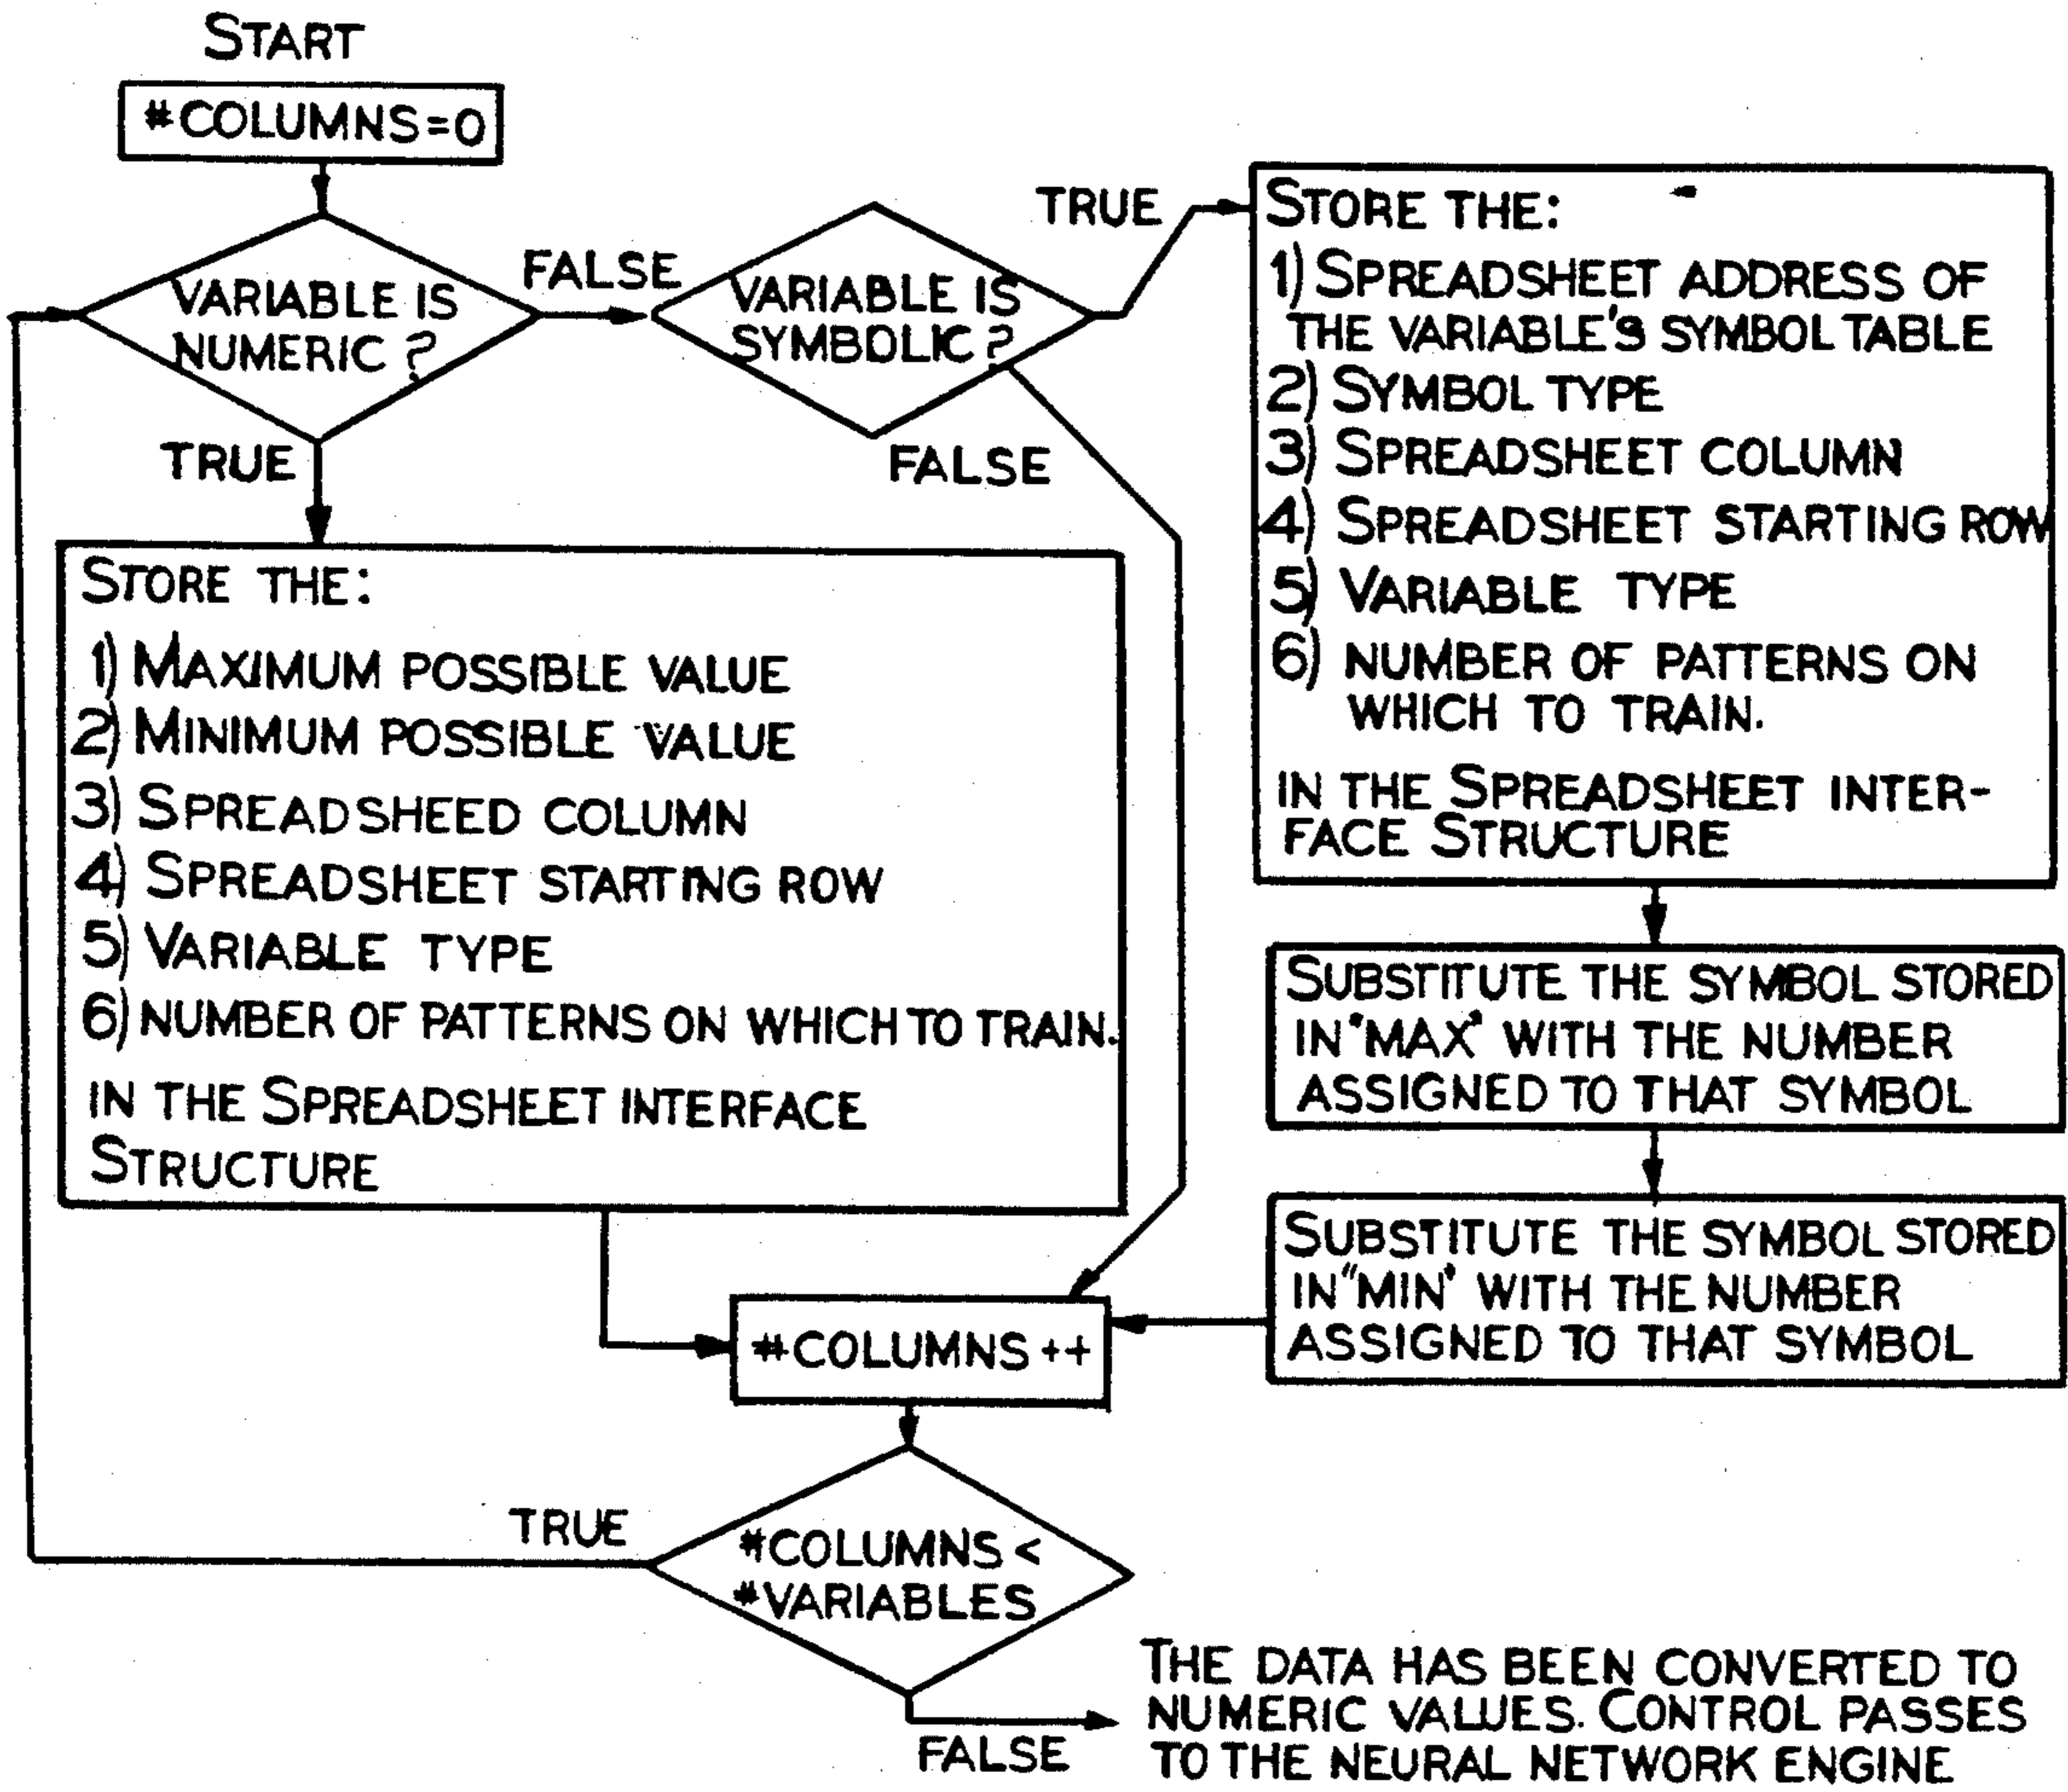 START
#COLUMNS=0
VARIABLE IS
NUMERIC?
FALSE
TRUE
VARIABLE IS
SYMBOLIC?
TRUE
FALSE
STORE THE:
1) SPREADSHEET ADDRESS OF
THE VARIABLE'S SYMBOL TABLE
2) SYMBOL TYPE
3) SPREADSHEET COLUMN
4) SPREADSHEET STARTING ROW
5) VARIABLE TYPE
6) NUMBER OF PATTERNS ON
WHICH TO TRAIN.
IN THE SPREADSHEET INTER-
FACE STRUCTURE
STORE THE:
1) MAXIMUM POSSIBLE VALUE
2) MINIMUM POSSIBLE VALUE
3) SPREADSHEED COLUMN
4) SPREADSHEET STARTING ROW
5) VARIABLE TYPE
6) NUMBER OF PATTERNS ON WHICH TO TRAIN.
IN THE SPREADSHEET INTERFACE
STRUCTURE
SUBSTITUTE THE SYMBOL STORED
IN "MAX" WITH THE NUMBER
ASSIGNED TO THAT SYMBOL
SUBSTITUTE THE SYMBOL STORED
IN "MIN" WITH THE NUMBER
ASSIGNED TO THAT SYMBOL
#COLUMNS ++
TRUE
#COLUMNS <
#VARIABLES
FALSE
THE DATA HAS BEEN CONVERTED TO
NUMERIC VALUES. CONTROL PASSES
TO THE NEURAL NETWORK ENGINE